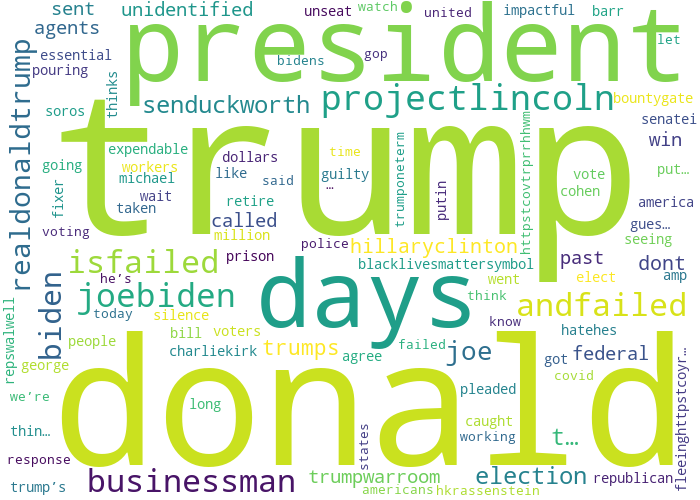 sent
unidentified
unseat
watch
united
impactful
barr
agents
president
let
essential
bidens
gop
pouring
realdonaldtrump
thinks
soros
senduckworth
projectlincoln
bountygate
senatei
trump
expendable
going
workers
michael
dollars
time
trumponeterm
httpstcovtrprrhhwm
win
fixer
like
said
…
guilty
putin
vote
put…
wait
retire
cohen
america
taken
called
gues…
voting
million
police
hillaryclinton
seeing
isfailed
prison
past
dont
he's
blacklivesmattersymbol
amp
biden
joebiden
days
went
elect
think
andfailed
repswalwell
today
silence
know
people
bill
voters
hatehes
charliekirk
trumps
agree
failed
joe
got
federal
george
donald
covid
fleeinghttpstcoyr…
we're
long
pleaded
caught
thin…
states
working
t…
response
businessman
trumpwarroom
election
republican
trump's
americans
hkrassenstein